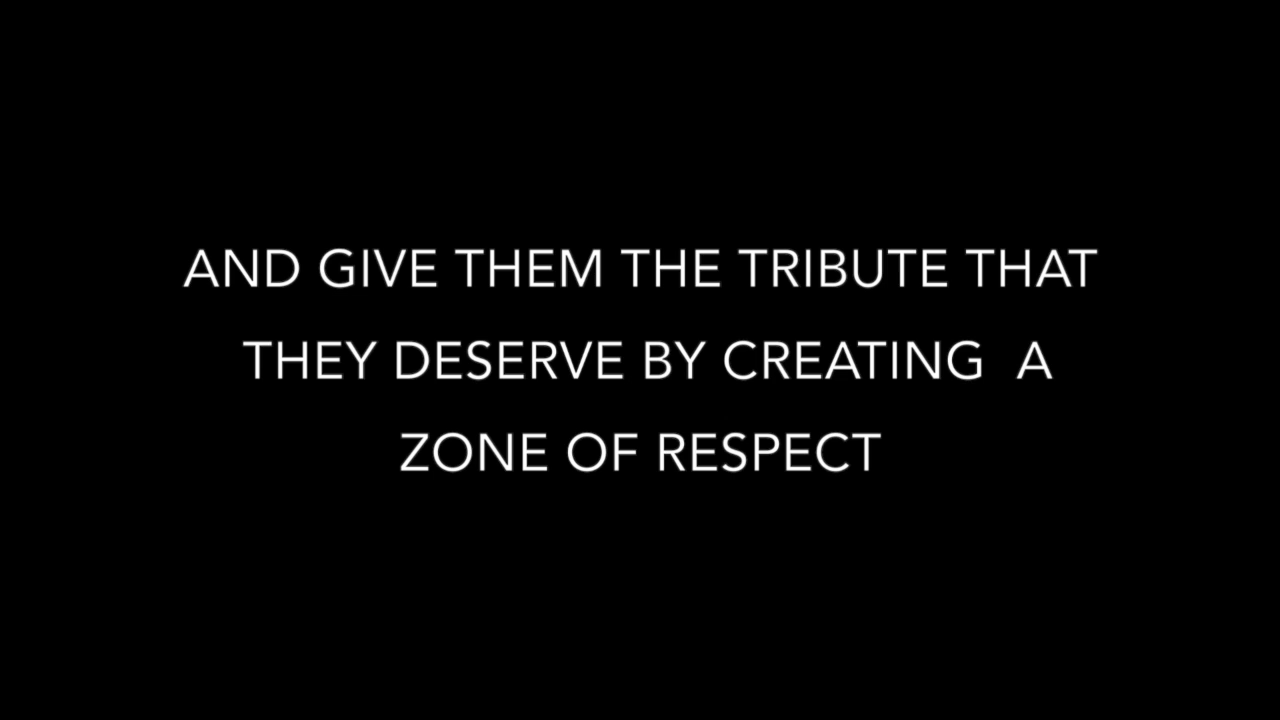 AND GIVE THEM THE TRIBUTE THAT
THEY DESERVE BY CREATING  A
ZONE OF RESPECT